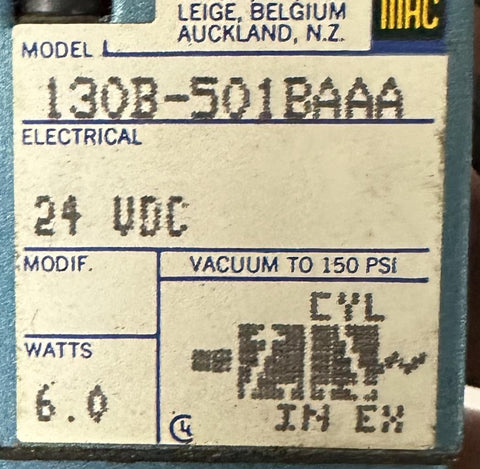 LEIGE, BELGIUM
AUCKLAND, N.Z.
MAC
MODEL
130B-501BAAA
ELECTRICAL
24 VDC
MODIF.
VACUUM TO 150 PSI
CYL
WATTS
6.0
IN EX